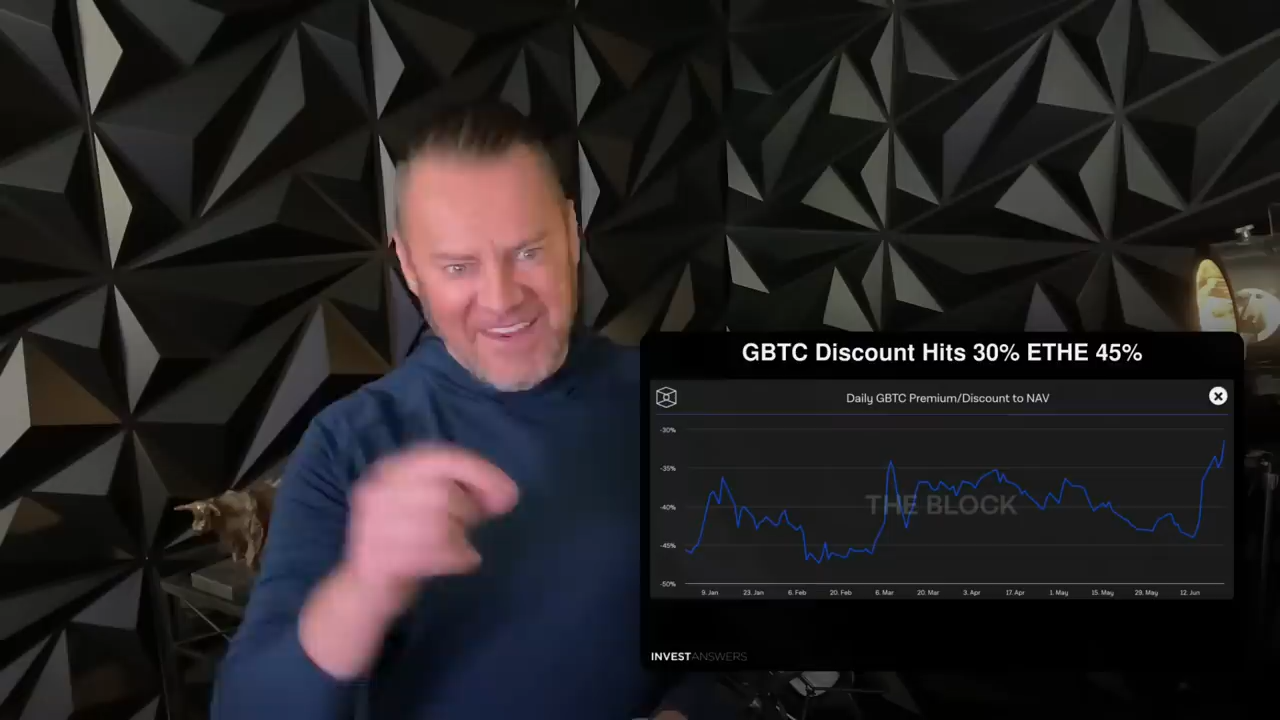 GBTC Discount Hits 30% ETHE 45%
Daily GBTC Premium/Discount to NAV
-30%
-35%
-40%
-45%
-50%
THE BLOCK
9. Jan 23. Jan 6. Feb 20. Feb 6. Mar 20. Mar 3. Apr 17. Apr 1. May 15. May 29. May 12. Jun
INVESTANSWERS